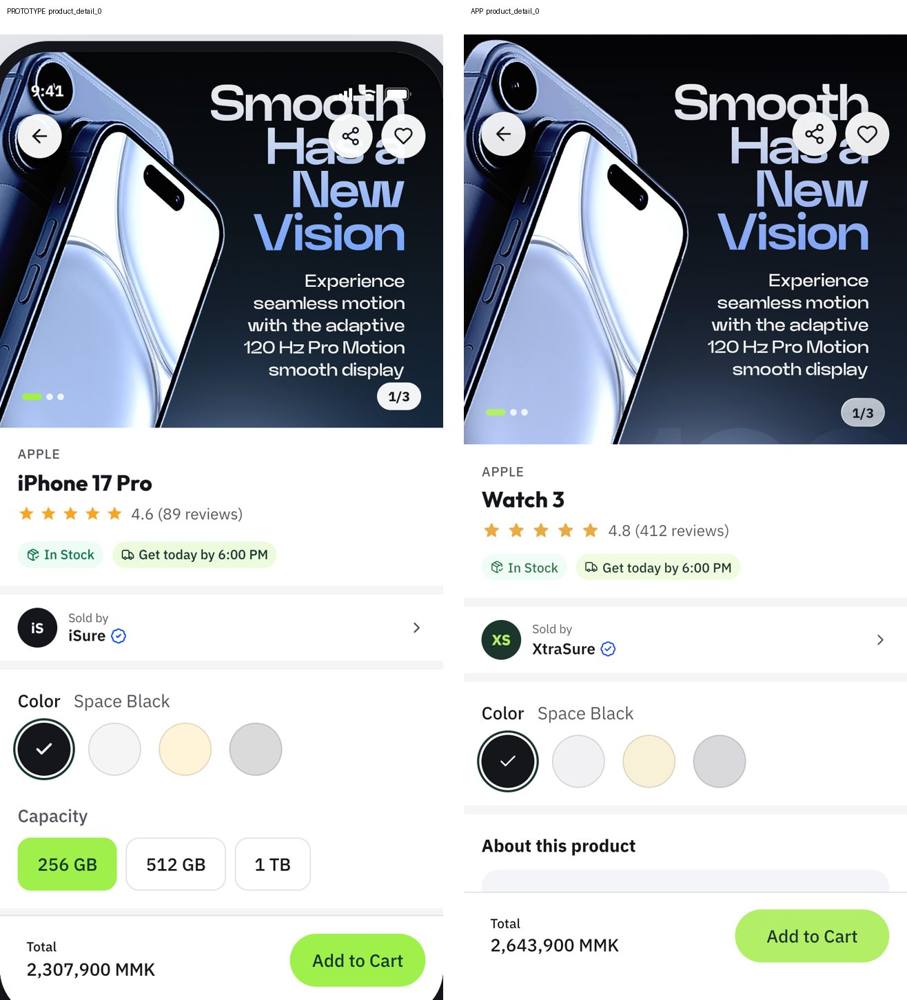 PROTOTYPE product_detail_0
9:41
Smooth
Has a
New
Vision
Experience
seamless motion
with the adaptive
120 Hz Pro Motion
smooth display
1/3
APPLE
iPhone 17 Pro
4.6 (89 reviews)
In Stock
Get today by 6:00 PM
iS
Sold by
iSure
Color Space Black
Capacity
256 GB
512 GB
1 TB
Total
2,307,900 MMK
Add to Cart
APP product_detail_0
Smooth
Has a
New
Vision
Experience
seamless motion
with the adaptive
120 Hz Pro Motion
smooth display
1/3
APPLE
Watch 3
4.8 (412 reviews)
In Stock
Get today by 6:00 PM
XS
Sold by
XtraSure
Color Space Black
About this product
Total
2,643,900 MMK
Add to Cart